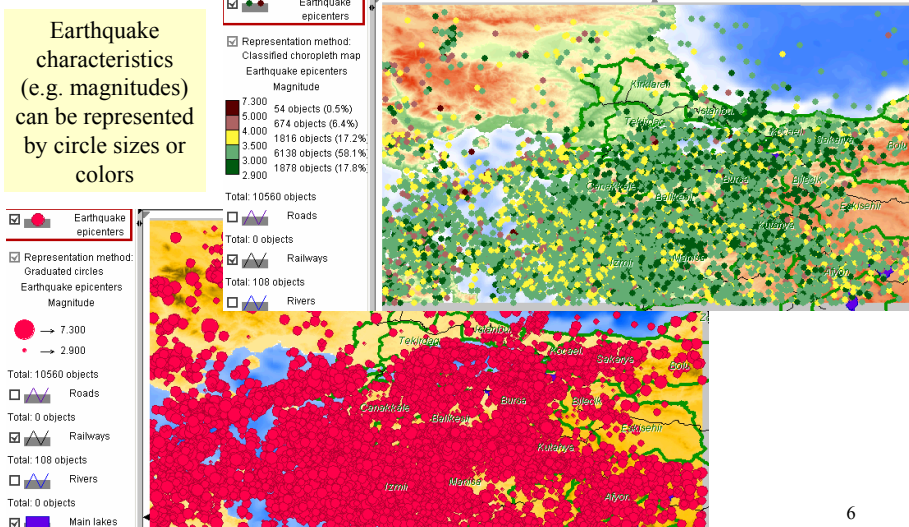 Earthquake
characteristics
(e.g. magnitudes)
can be represented
by circle sizes or
colors
Earthquake
epicenters
Representation method:
Classified choropleth map
Earthquake epicenters
Magnitude
7.300
54 objects (0.5%)
5.000
674 objects (6.4%)
4.000
1816 objects (17.2%)
3.500
6138 objects (58.1%)
3.000
1878 objects (17.8%)
2.900
Total: 10560 objects
Roads
Total: 0 objects
Railways
Total: 108 objects
Rivers
Kirklareli
Istanbul
Tekirdag
Kocaeli
Sakarya
Bolu
Canakkale
Bursa
Bilecik
Balikesir
Eskisehir
Kutahya
Izmir
Manisa
Afyon
Earthquake
epicenters
Representation method:
Graduated circles
Earthquake epicenters
Magnitude
→ 7.300
→ 2.900
Total: 10560 objects
Roads
Total: 0 objects
Railways
Total: 108 objects
Rivers
Total: 0 objects
Main lakes
Istanbul
Tekirdag
Kocaeli
Sakarya
Bolu
Canakkale
Bursa
Bilecik
Balikesir
Eskisehir
Kutahya
Izmir
Manisa
Afyon
6